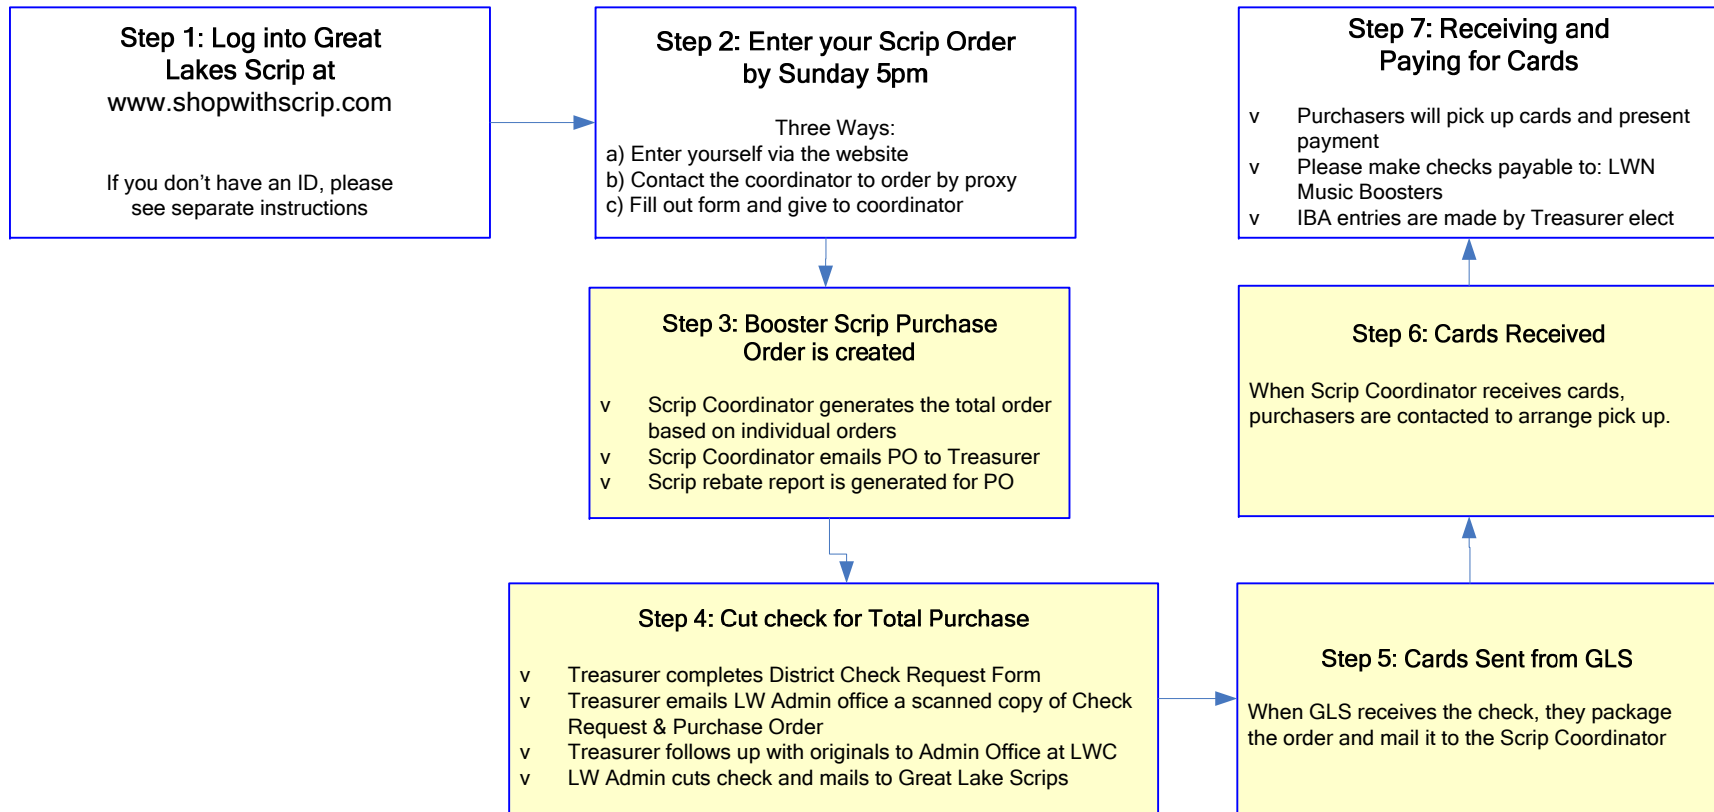 Step 1: Log into Great
Lakes Scrip at
www.shopwithscrip.com
If you don't have an ID, please
see separate instructions
Step 2: Enter your Scrip Order
by Sunday 5pm
Three Ways:
a) Enter yourself via the website
b) Contact the coordinator to order by proxy
c) Fill out form and give to coordinator
Step 3: Booster Scrip Purchase
Order is created
v Scrip Coordinator generates the total order
based on individual orders
v Scrip Coordinator emails PO to Treasurer
v Scrip rebate report is generated for PO
Step 4: Cut check for Total Purchase
v Treasurer completes District Check Request Form
v Treasurer emails LW Admin office a scanned copy of Check
Request & Purchase Order
v Treasurer follows up with originals to Admin Office at LWC
v LW Admin cuts check and mails to Great Lake Scrips
Step 5: Cards Sent from GLS
When GLS receives the check, they package
the order and mail it to the Scrip Coordinator
Step 6: Cards Received
When Scrip Coordinator receives cards,
purchasers are contacted to arrange pick up.
Step 7: Receiving and
Paying for Cards
v Purchasers will pick up cards and present
payment
v Please make checks payable to: LWN
Music Boosters
v IBA entries are made by Treasurer elect